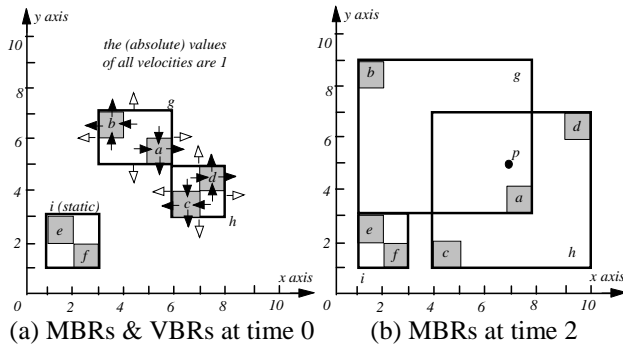 y axis
10
the (absolute) values
of all velocities are 1
8
g
b
6
a
d
4
c
i (static)
h
e
2
f
x axis
0
2
4
6
8
10
(a) MBRs & VBRs at time 0
y axis
10
b
g
8
d
6
p
4
a
e
2
f
c
h
i
x axis
0
2
4
6
8
10
(b) MBRs at time 2